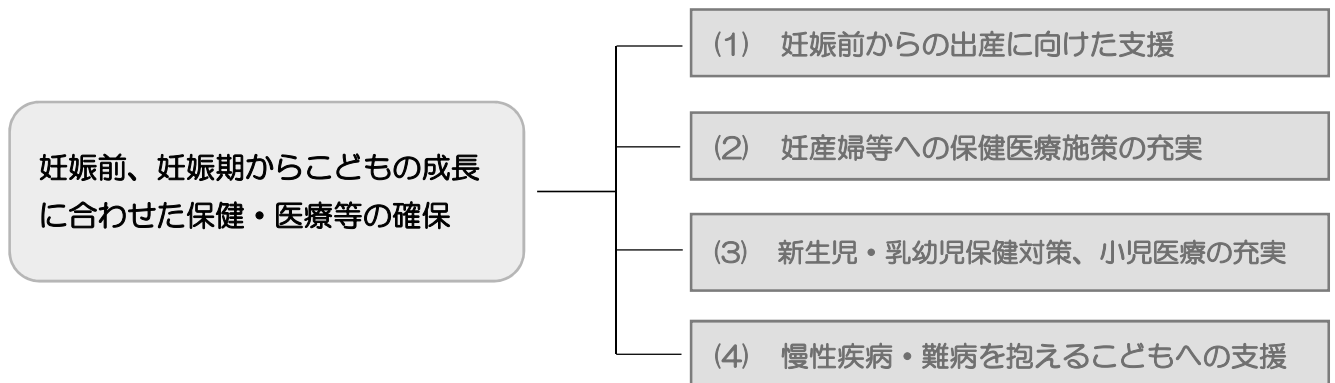 妊娠前、妊娠期からこどもの成長
に合わせた保健・医療等の確保
(1) 妊娠前からの出産に向けた支援
(2) 妊産婦等への保健医療施策の充実
(3) 新生児・乳幼児保健対策、小児医療の充実
(4) 慢性疾病・難病を抱えるこどもへの支援